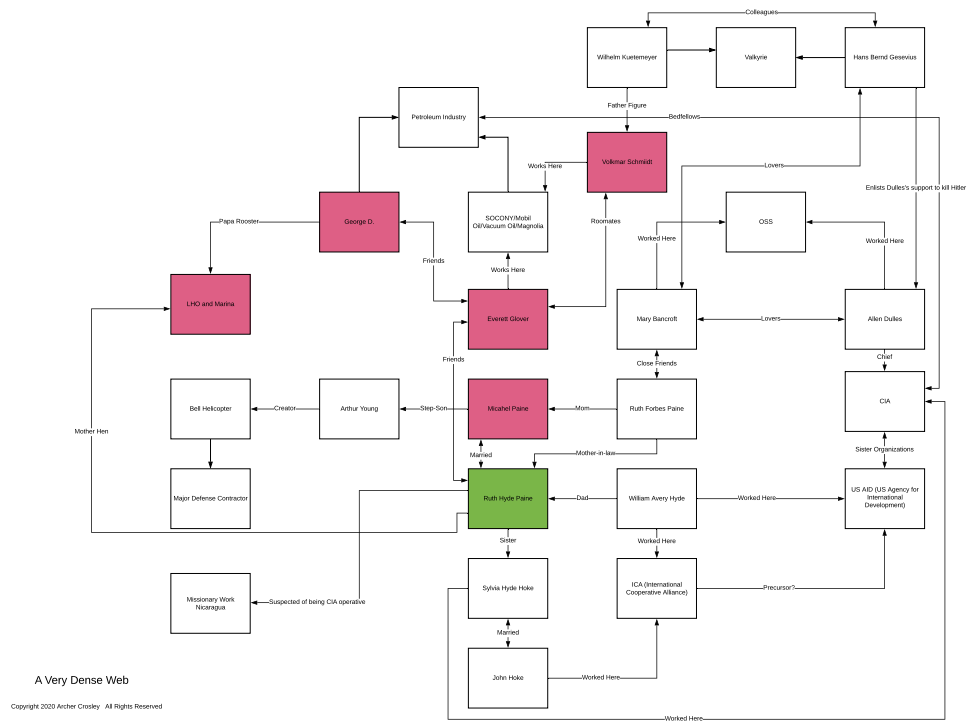 Colleagues
Wilhelm Kuetemeyer
Valkyrie
Hans Bernd Gesevius
Father Figure
Petroleum Industry
Bedfellows
Works Here
Volkmar Schmidt
Lovers
Enlists Dulles's support to kill Hitler
Papa Rooster
George D.
SOCONY/Mobil
Oil/Vacuum Oil/Magnolia
Roomates
OSS
Worked Here
Worked Here
Friends
Works Here
LHO and Marina
Everett Glover
Mary Bancroft
Lovers
Allen Dulles
Friends
Close Friends
Chief
Bell Helicopter
Creator
Arthur Young
Step-Son
Micahel Paine
Mom
Ruth Forbes Paine
CIA
Mother Hen
Married
Mother-in-law
Sister Organizations
Major Defense Contractor
Ruth Hyde Paine
Dad
William Avery Hyde
Worked Here
US AID (US Agency for
International
Development)
Sister
Worked Here
Missionary Work
Nicaragua
Suspected of being CIA operative
Sylvia Hyde Hoke
ICA (International
Cooperative Alliance)
Precursor?
Married
John Hoke
Worked Here
A Very Dense Web
Copyright 2020 Archer Crosley   All Rights Reserved
Worked Here